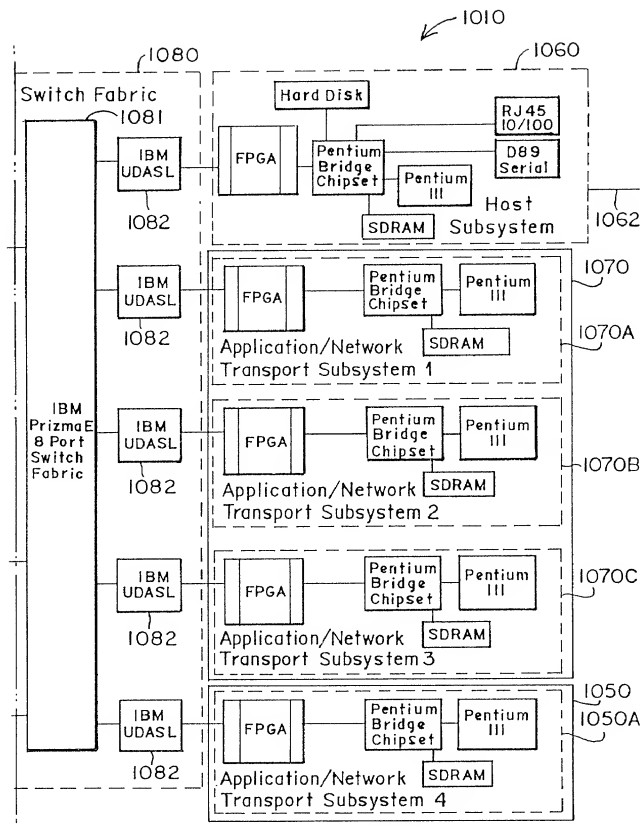 1010
1080
1060
Switch Fabric
1081
Hard Disk
RJ45
10/100
IBM
UDASL
FPGA
Pentium
Bridge
Chipset
D89
Serial
Pentium
III
1082
Host
Subsystem
SDRAM
1062
IBM
UDASL
FPGA
Pentium
Bridge
Chipset
Pentium
III
1070
1082
SDRAM
1070A
Application/Network
Transport Subsystem 1
IBM
PrizmaE
8 Port
Switch
Fabric
IBM
UDASL
FPGA
Pentium
Bridge
Chipset
Pentium
III
1082
SDRAM
1070B
Application/Network
Transport Subsystem 2
IBM
UDASL
FPGA
Pentium
Bridge
Chipset
Pentium
III
1070C
1082
SDRAM
Application/Network
Transport Subsystem 3
IBM
UDASL
FPGA
Pentium
Bridge
Chipset
Pentium
III
1050
1050A
1082
SDRAM
Application/Network
Transport Subsystem 4